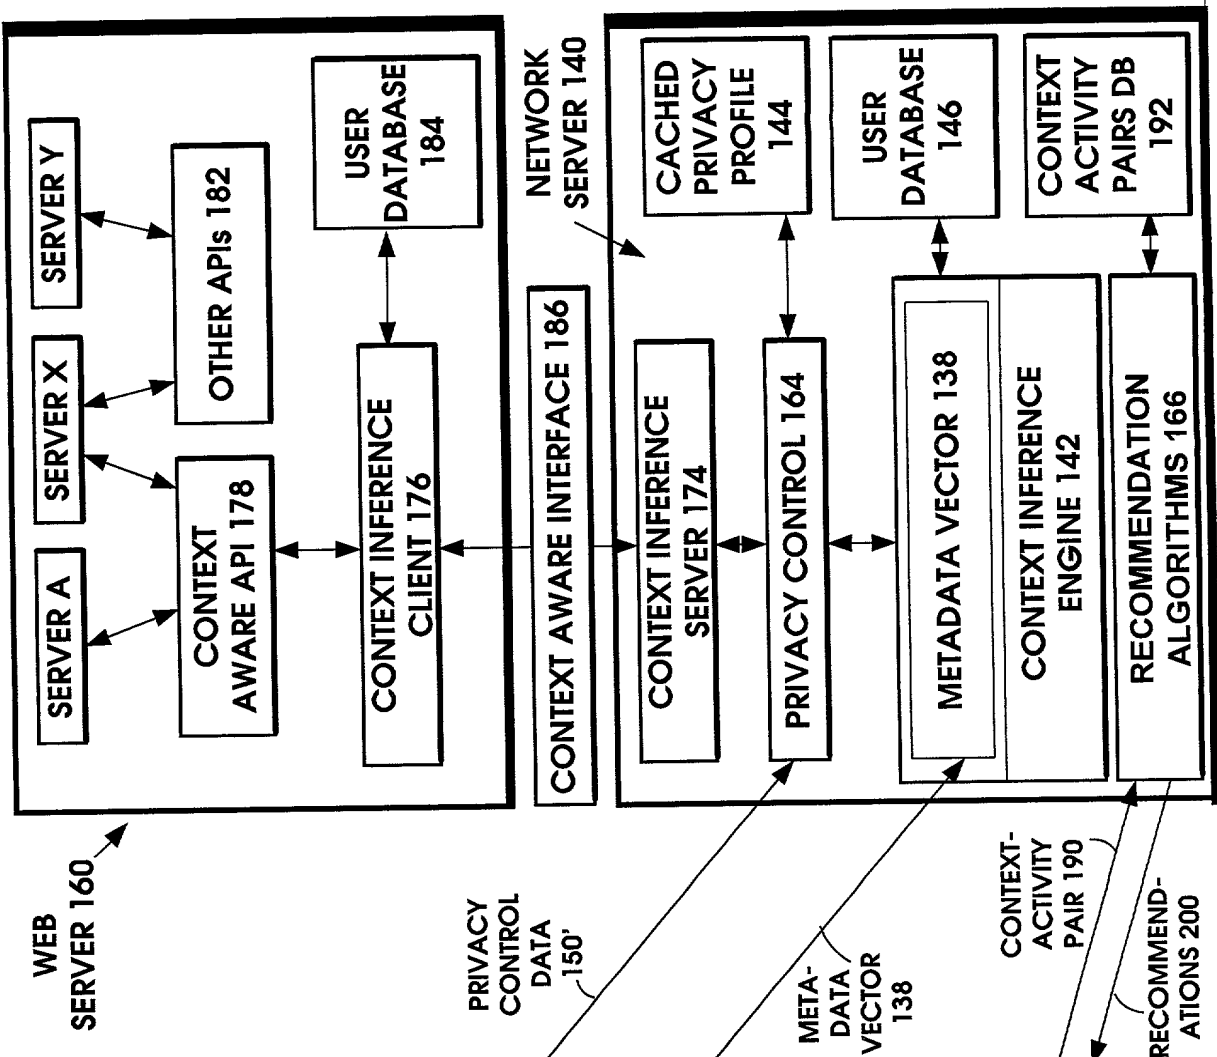 WEB
SERVER 160
SERVER A
SERVER X
SERVER Y
CONTEXT
AWARE API 178
OTHER APIs 182
CONTEXT INFERENCE
CLIENT 176
USER
DATABASE
184
CONTEXT AWARE INTERFACE 186
NETWORK
SERVER 140
CONTEXT INFERENCE
SERVER 174
PRIVACY CONTROL 164
CACHED
PRIVACY
PROFILE
144
METADATA VECTOR 138
CONTEXT INFERENCE
ENGINE 142
USER
DATABASE
146
RECOMMENDATION
ALGORITHMS 166
CONTEXT
ACTIVITY
PAIRS DB
192
PRIVACY
CONTROL
DATA
150'
META-
DATA
VECTOR
138
CONTEXT-
ACTIVITY
PAIR 190
RECOMMEND-
ATIONS 200